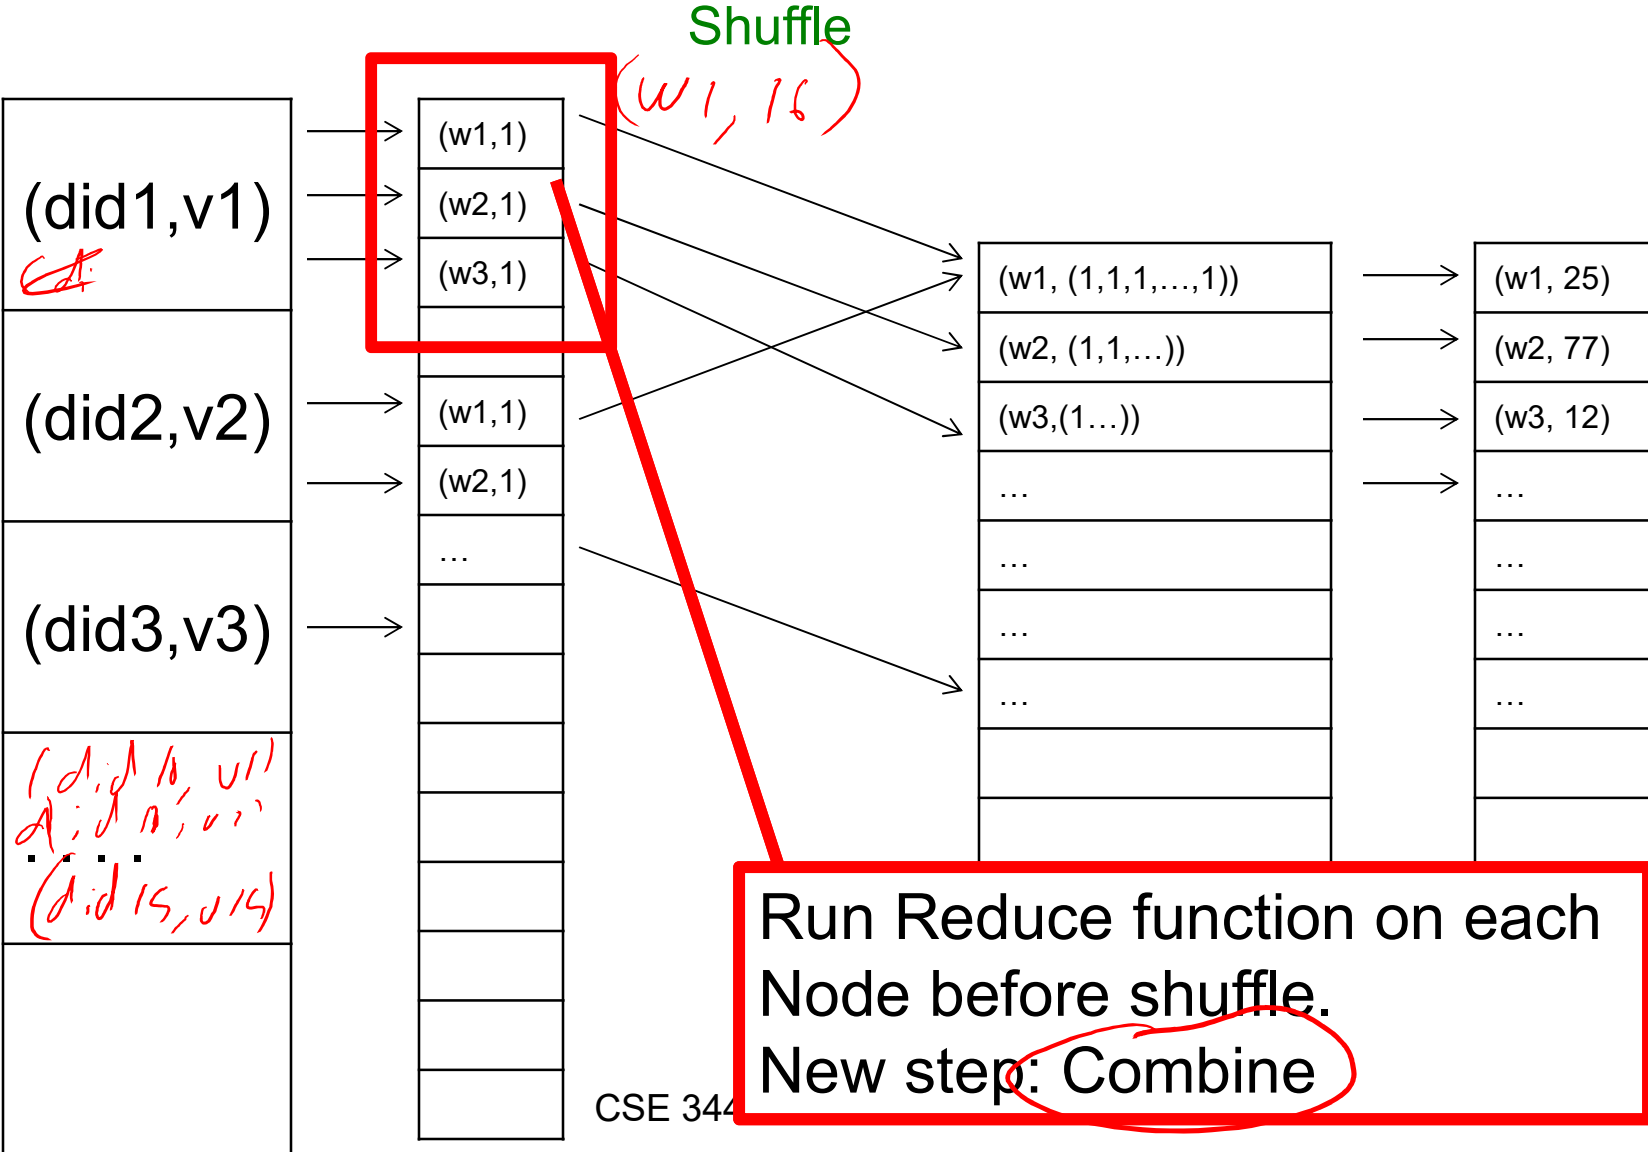 Shuffle
(w1, 16)
(did1,v1)
(did2,v2)
(did3,v3)
....
(did15, v15)
(w1,1)
(w2,1)
(w3,1)
(w1,1)
(w2,1)
…
(w1, (1,1,1,…,1))
(w2, (1,1,…))
(w3,(1…))
…
…
…
…
(w1, 25)
(w2, 77)
(w3, 12)
…
…
…
…
Run Reduce function on each
Node before shuffle.
New step: Combine
CSE 344